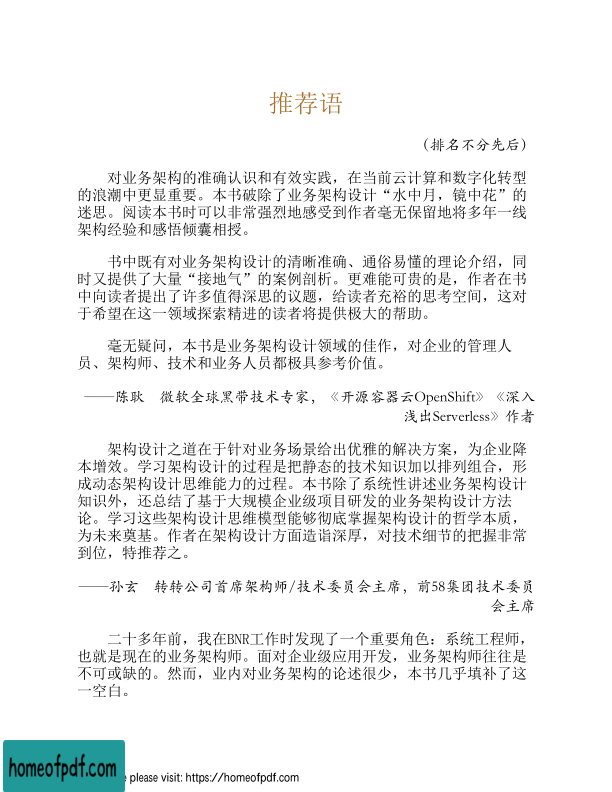 推荐语
（排名不分先后）
对业务架构的准确认识和有效实践，在当前云计算和数字化转型
的浪潮中更显重要。本书破除了业务架构设计“水中月，镜中花”的
迷思。阅读本书时可以非常强烈地感受到作者毫无保留地将多年一线
架构经验和感悟倾囊相授。
书中既有对业务架构设计的清晰准确、通俗易懂的理论介绍，同
时又提供了大量“接地气”的案例剖析。更难能可贵的是，作者在书
中向读者提出了许多值得深思的议题，给读者充裕的思考空间，这对
于希望在这一领域探索精进的读者将提供极大的帮助。
毫无疑问，本书是业务架构设计领域的佳作，对企业的管理人
员、架构师、技术和业务人员都极具参考价值。
——陈耿　微软全球黑带技术专家，《开源容器云OpenShift》《深入
浅出Serverless》作者
架构设计之道在于针对业务场景给出优雅的解决方案，为企业降
本增效。学习架构设计的过程是把静态的技术知识加以排列组合，形
成动态架构设计思维能力的过程。本书除了系统性讲述业务架构设计
知识外，还总结了基于大规模企业级项目研发的业务架构设计方法
论。学习这些架构设计思维模型能够彻底掌握架构设计的哲学本质，
为未来奠基。作者在架构设计方面造诣深厚，对技术细节的把握非常
到位，特推荐之。
——孙玄　转转公司首席架构师/技术委员会主席，前58集团技术委员
会主席
二十多年前，我在BNR工作时发现了一个重要角色：系统工程师，
也就是现在的业务架构师。面对企业级应用开发，业务架构师往往是
不可或缺的。然而，业内对业务架构的论述很少，本书几乎填补了这
一空白。
homeofpdf.com
please visit: https://homeofpdf.com